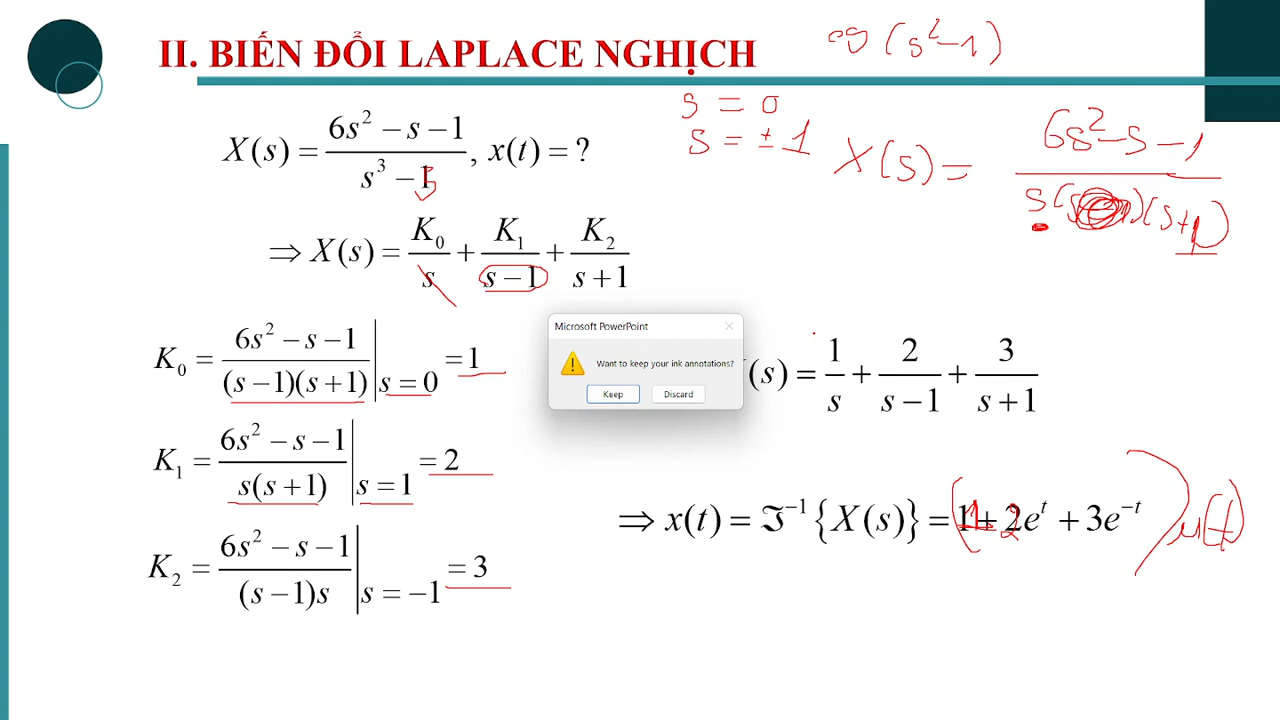 II. BIẾN ĐỔI LAPLACE NGHỊCH
(s² − 1)
s = 0
s = ± 1
X(s) = (6s² − s − 1)/(s³ − 1), x(t) = ?
s
X(s) = (6s² − s − 1)/(s(s 1)(s+1))
⇒ X(s) = K₀/s + K₁/(s − 1) + K₂/(s + 1)
K₀ = (6s² − s − 1)/((s − 1)(s + 1)) | s = 0 = 1
K₁ = (6s² − s − 1)/(s(s + 1)) | s = 1 = 2
K₂ = (6s² − s − 1)/((s − 1)s) | s = −1 = 3
Microsoft PowerPoint
Want to keep your ink annotations?
Keep Discard
(s) = 1/s + 2/(s − 1) + 3/(s + 1)
⇒ x(t) = ℑ⁻¹{X(s)} = (1 + 2eᵗ + 3e⁻ᵗ) u(t)